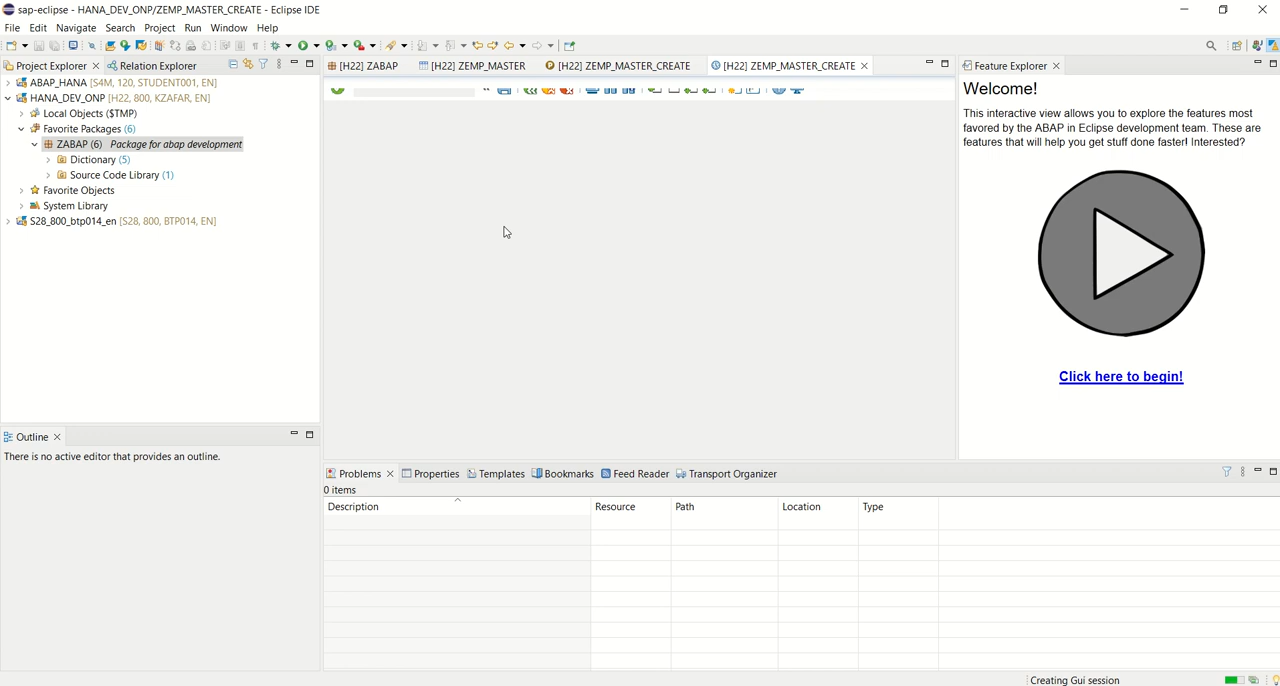 sap-eclipse - HANA_DEV_ONP/ZEMP_MASTER_CREATE - Eclipse IDE
File Edit Navigate Search Project Run Window Help
Project Explorer Relation Explorer
ABAP_HANA [S4M, 120, STUDENT001, EN]
HANA_DEV_ONP [H22, 800, KZAFAR, EN]
Local Objects ($TMP)
Favorite Packages (6)
ZABAP (6) Package for abap development
Dictionary (5)
Source Code Library (1)
Favorite Objects
System Library
S28_800_btp014_en [S28, 800, BTP014, EN]
[H22] ZABAP [H22] ZEMP_MASTER [H22] ZEMP_MASTER_CREATE [H22] ZEMP_MASTER_CREATE
Feature Explorer
Welcome!
This interactive view allows you to explore the features most
favored by the ABAP in Eclipse development team. These are
features that will help you get stuff done faster! Interested?
Click here to begin!
Outline
There is no active editor that provides an outline.
Problems Properties Templates Bookmarks Feed Reader Transport Organizer
0 items
Description Resource Path Location Type
Creating Gui session